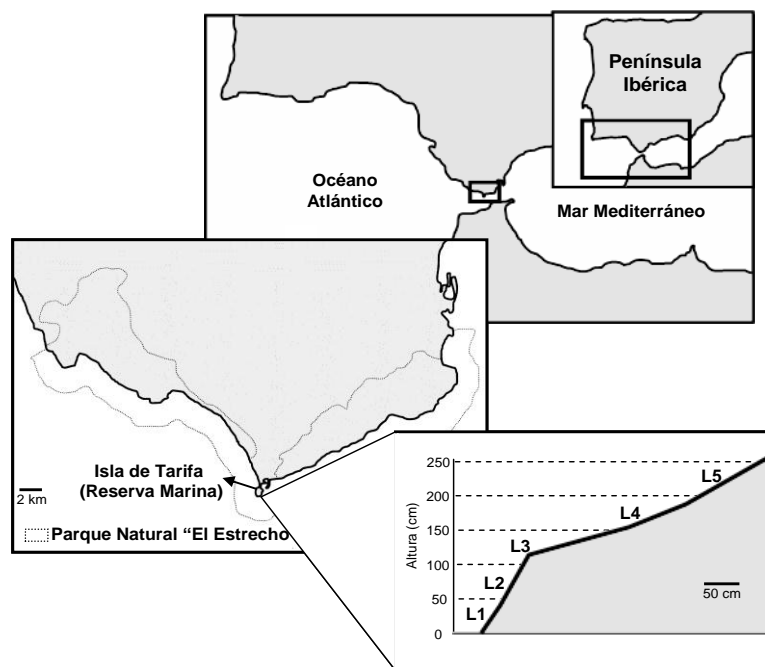 Península
Ibérica
Océano
Atlántico
Mar Mediterráneo
Isla de Tarifa
(Reserva Marina)
2 km
Parque Natural “El Estrecho
Altura (cm)
250
200
150
100
50
0
L1
L2
L3
L4
L5
50 cm